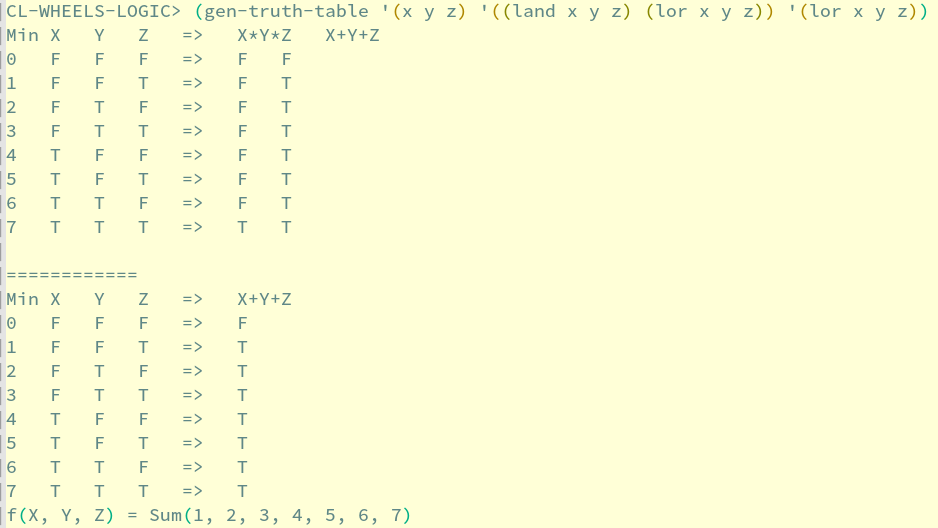 CL-WHEELS-LOGIC> (gen-truth-table '(x y z) '((land x y z) (lor x y z)) '(lor x y z))
Min X   Y   Z   =>   X*Y*Z   X+Y+Z
0   F   F   F   =>   F   F
1   F   F   T   =>   F   T
2   F   T   F   =>   F   T
3   F   T   T   =>   F   T
4   T   F   F   =>   F   T
5   T   F   T   =>   F   T
6   T   T   F   =>   F   T
7   T   T   T   =>   T   T
============
Min X   Y   Z   =>   X+Y+Z
0   F   F   F   =>   F
1   F   F   T   =>   T
2   F   T   F   =>   T
3   F   T   T   =>   T
4   T   F   F   =>   T
5   T   F   T   =>   T
6   T   T   F   =>   T
7   T   T   T   =>   T
f(X, Y, Z) = Sum(1, 2, 3, 4, 5, 6, 7)